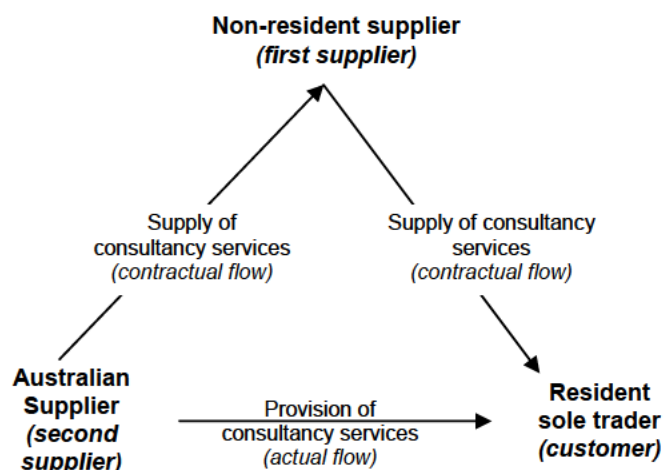 Non-resident supplier
(first supplier)
Supply of
consultancy services
(contractual flow)
Supply of consultancy
services
(contractual flow)
Australian
Supplier
(second
supplier)
Provision of
consultancy services
(actual flow)
Resident
sole trader
(customer)